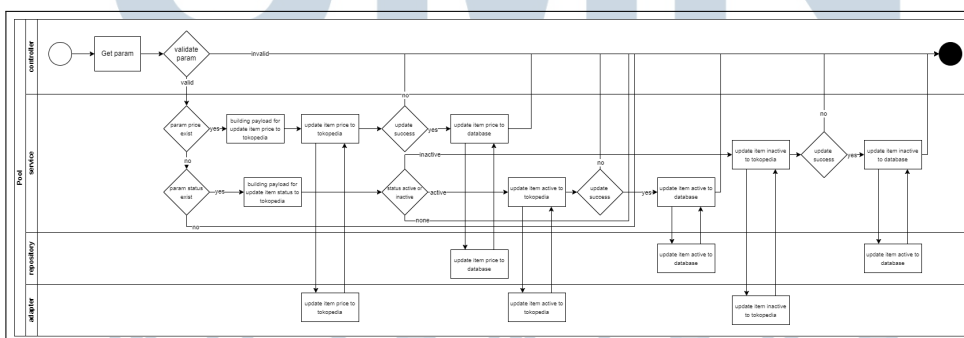 Pool
controller
Get param
validate
param
invalid
valid
service
param price
exist
yes
building payload for
update item price to
tokopedia
update item price to
tokopedia
update
success
no
yes
update item price to
database
no
param status
exist
yes
building payload for
update item status to
tokopedia
status active or
inactive
inactive
active
none
no
update item active to
tokopedia
update
success
no
yes
update item active to
database
update item inactive
to tokopedia
update
success
no
yes
update item inactive
to database
repository
update item price to
database
update item active to
database
update item active to
database
adapter
update item price to
tokopedia
update item active to
tokopedia
update item inactive
to tokopedia